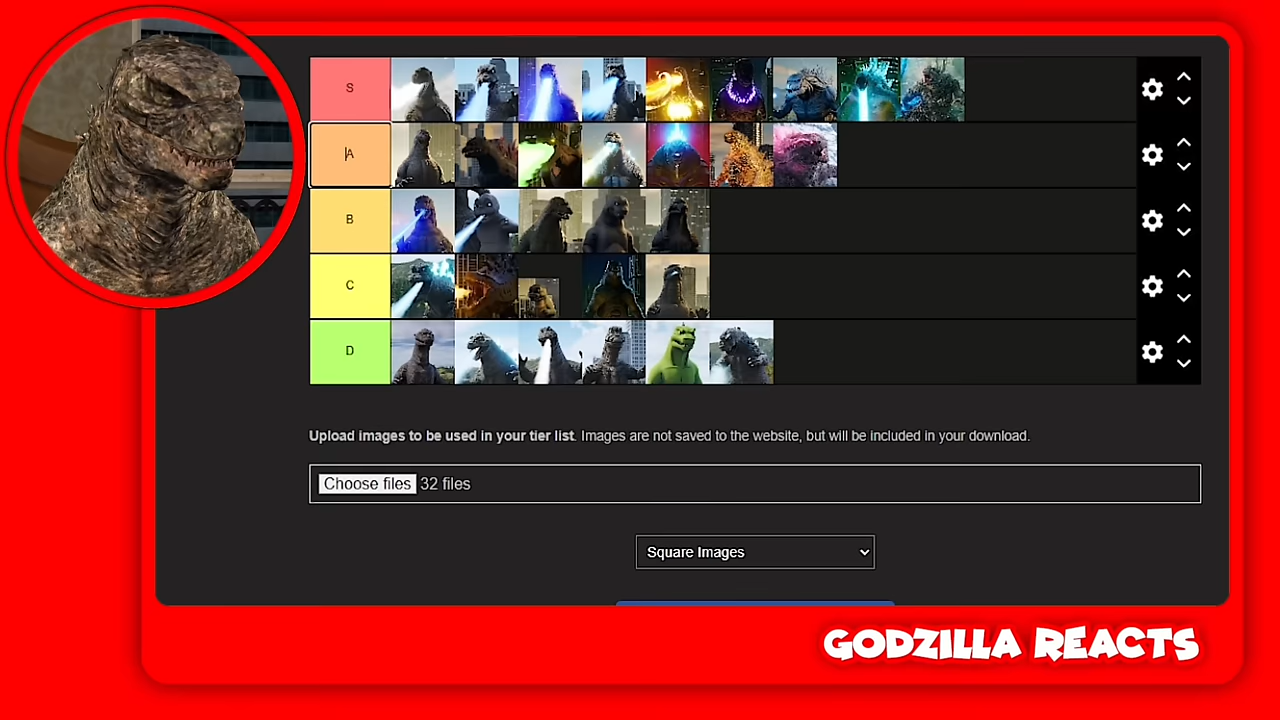 S
A
B
C
D
Upload images to be used in your tier list. Images are not saved to the website, but will be included in your download.
Choose files 32 files
Square Images
GODZILLA REACTS